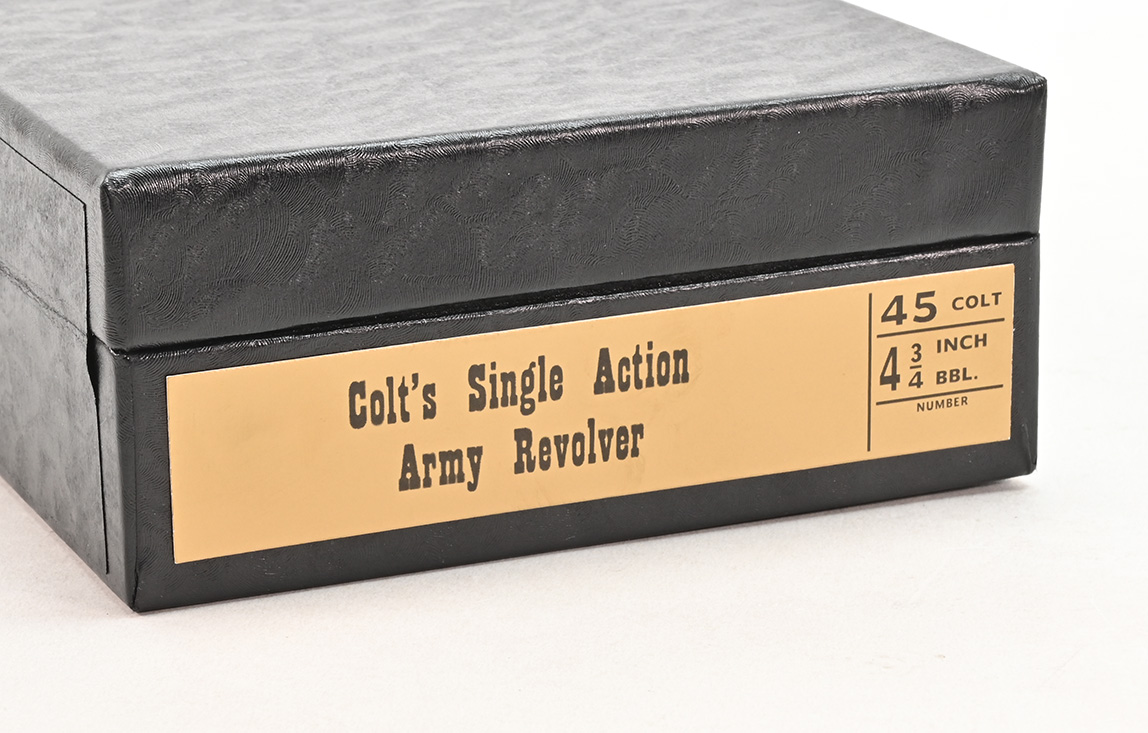 Colt's Single Action
Army Revolver
45 COLT
4 3/4 INCH
BBL.
NUMBER